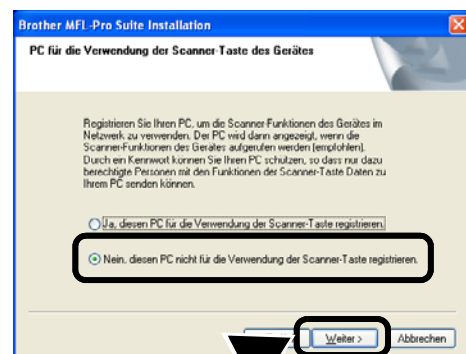 Brother MFL-Pro Suite Installation
PC für die Verwendung der Scanner-Taste des Gerätes
Registrieren Sie Ihren PC, um die Scanner-Funktionen des Gerätes im
Netzwerk zu verwenden. Der PC wird dann angezeigt, wenn die
Scanner-Funktionen des Gerätes aufgerufen werden [empfohlen].
Durch ein Kennwort können Sie Ihren PC schützen, so dass nur dazu
berechtigte Personen mit den Funktionen der Scanner-Taste Daten zu
Ihrem PC senden können.
Ja, diesen PC für die Verwendung der Scanner-Taste registrieren.
Nein, diesen PC nicht für die Verwendung der Scanner-Taste registrieren.
Weiter > Abbrechen